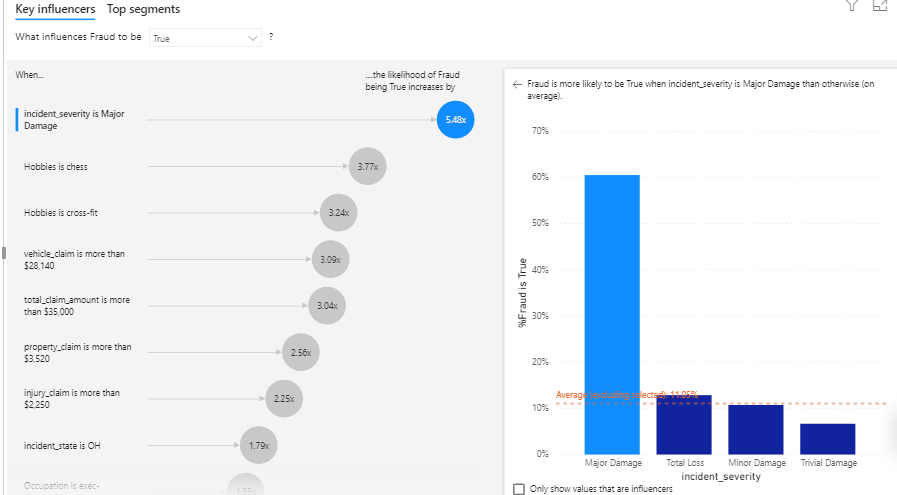 Key influencers Top segments
What influences Fraud to be True ?
When...
....the likelihood of Fraud
being True increases by
incident_severity is Major
Damage
5.48x
Hobbies is chess
3.77x
Hobbies is cross-fit
3.24x
vehicle_claim is more than
$28,140
3.09x
total_claim_amount is more
than $35,000
3.04x
property_claim is more than
$3,520
2.56x
injury_claim is more than
$2,250
2.25x
incident_state is OH
1.79x
Occupation is exec-
1.55x
Fraud is more likely to be True when incident_severity is Major Damage than otherwise (on
average).
%Fraud is True
70%
60%
50%
40%
30%
20%
10%
0%
Average (excluding selected): 11.05%
Major Damage Total Loss Minor Damage Trivial Damage
incident_severity
Only show values that are influencers